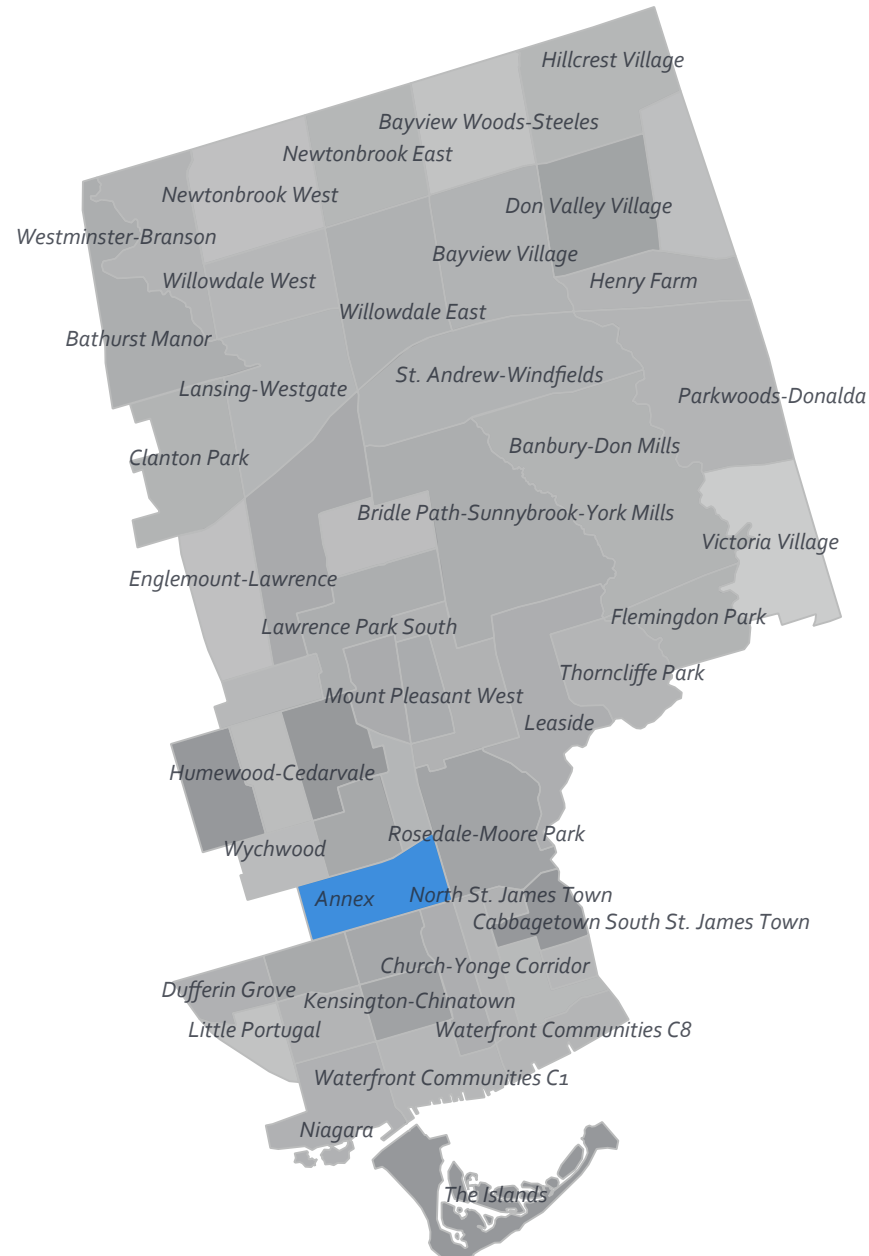 Hillcrest Village
Bayview Woods-Steeles
Newtonbrook East
Newtonbrook West
Don Valley Village
Westminster-Branson
Bayview Village
Willowdale West
Henry Farm
Willowdale East
Bathurst Manor
St. Andrew-Windfields
Lansing-Westgate
Parkwoods-Donalda
Banbury-Don Mills
Clanton Park
Bridle Path-Sunnybrook-York Mills
Victoria Village
Englemount-Lawrence
Flemingdon Park
Lawrence Park South
Thorncliffe Park
Mount Pleasant West
Leaside
Humewood-Cedarvale
Rosedale-Moore Park
Wychwood
North St. James Town
Annex
Cabbagetown South St. James Town
Church-Yonge Corridor
Dufferin Grove
Kensington-Chinatown
Little Portugal
Waterfront Communities C8
Waterfront Communities C1
Niagara
The Islands